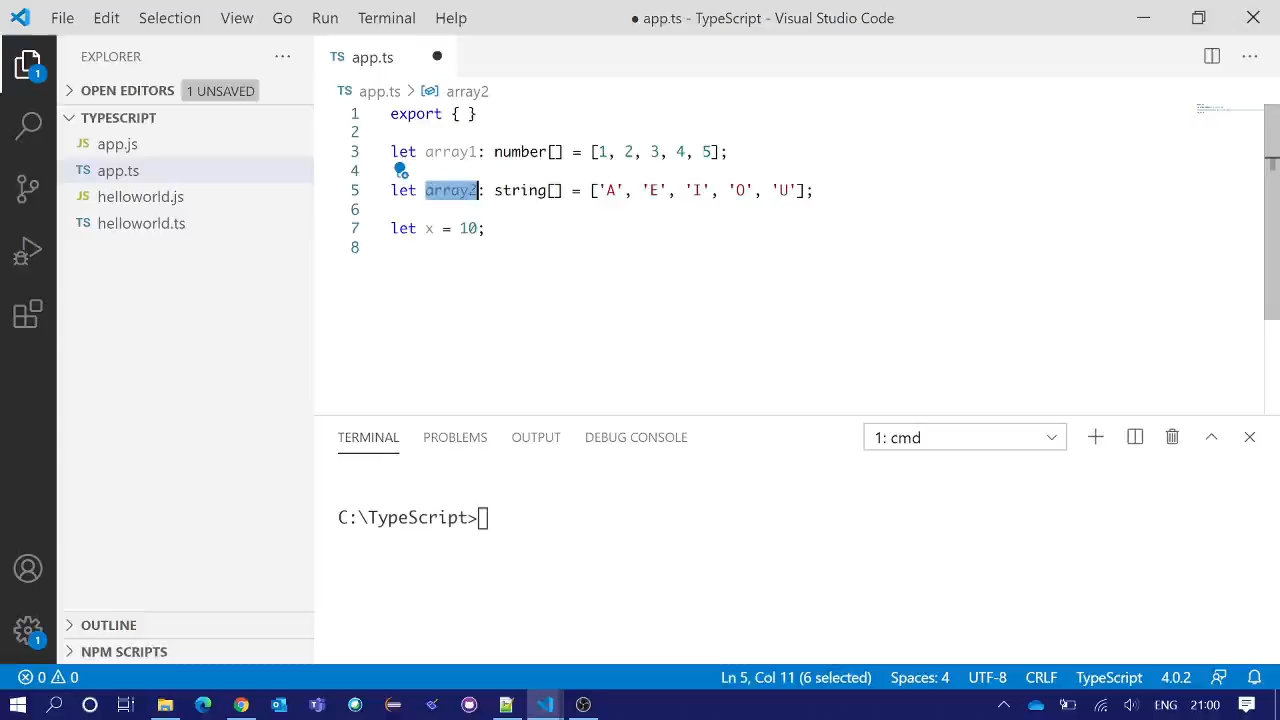 File Edit Selection View Go Run Terminal Help ● app.ts - TypeScript - Visual Studio Code
EXPLORER ···
TS app.ts ●
1
OPEN EDITORS 1 UNSAVED
TS app.ts > array2
TYPESCRIPT
JS app.js
TS app.ts
JS helloworld.js
TS helloworld.ts
1 export { }
2
3 let array1: number[] = [1, 2, 3, 4, 5];
4
5 let array2: string[] = ['A', 'E', 'I', 'O', 'U'];
6
7 let x = 10;
8
TERMINAL PROBLEMS OUTPUT DEBUG CONSOLE 1: cmd
C:\TypeScript>
OUTLINE
1
NPM SCRIPTS
0 0 Ln 5, Col 11 (6 selected) Spaces: 4 UTF-8 CRLF TypeScript 4.0.2
ENG 21:00